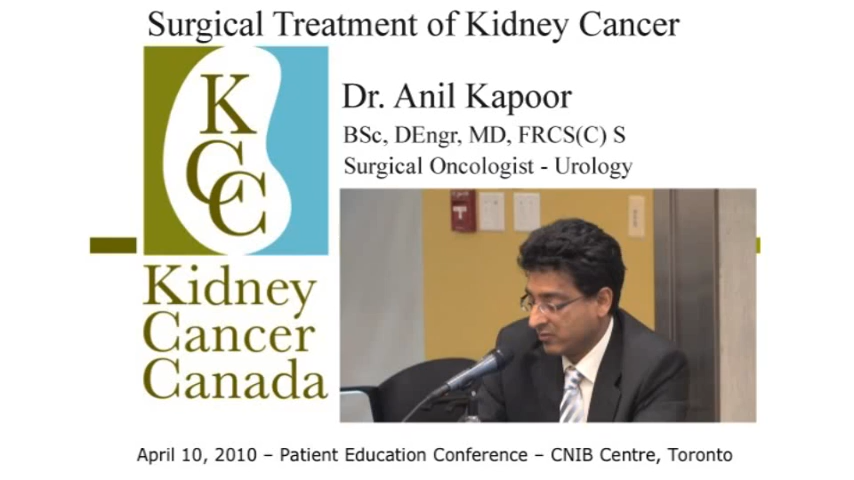 Surgical Treatment of Kidney Cancer
K
C
C
Dr. Anil Kapoor
BSc, DEngr, MD, FRCS(C) S
Surgical Oncologist - Urology
Kidney
Cancer
Canada
April 10, 2010 – Patient Education Conference – CNIB Centre, Toronto